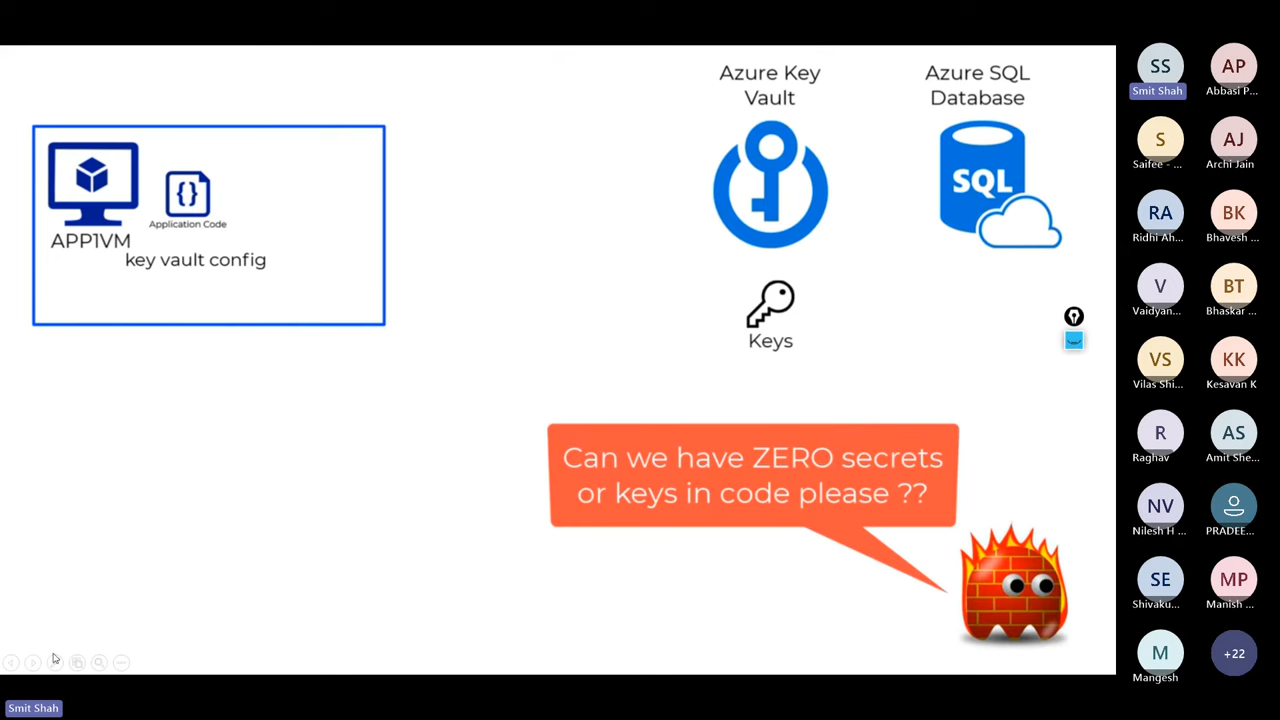 Azure Key
Vault
Azure SQL
Database
SQL
APP1VM
Application Code
key vault config
Keys
Can we have ZERO secrets
or keys in code please ??
SS
Smit Shah
AP
Abbasi P...
S
Saifee - ...
AJ
Archi Jain
RA
Ridhi Ah...
BK
Bhavesh ...
V
Vaidyan...
BT
Bhaskar ...
VS
Vilas Shi...
KK
Kesavan K
R
Raghav
AS
Amit She...
NV
Nilesh H ...
PRADEE...
SE
Shivaku...
MP
Manish ...
M
Mangesh
+22
Smit Shah